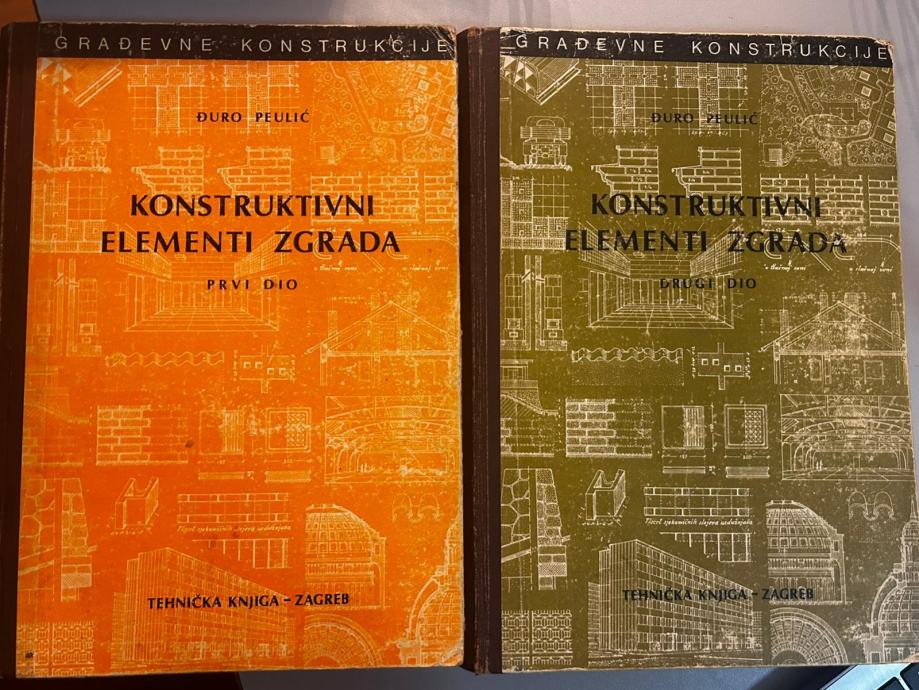 GRAĐEVNE KONSTRUKCIJE
ĐURO PEULIĆ
KONSTRUKTIVNI
ELEMENTI ZGRADA
PRVI DIO
TEHNIČKA KNJIGA – ZAGREB
GRAĐEVNE KONSTRUKCIJE
ĐURO PEULIĆ
KONSTRUKTIVNI
ELEMENTI ZGRADA
DRUGI DIO
TEHNIČKA KNJIGA – ZAGREB